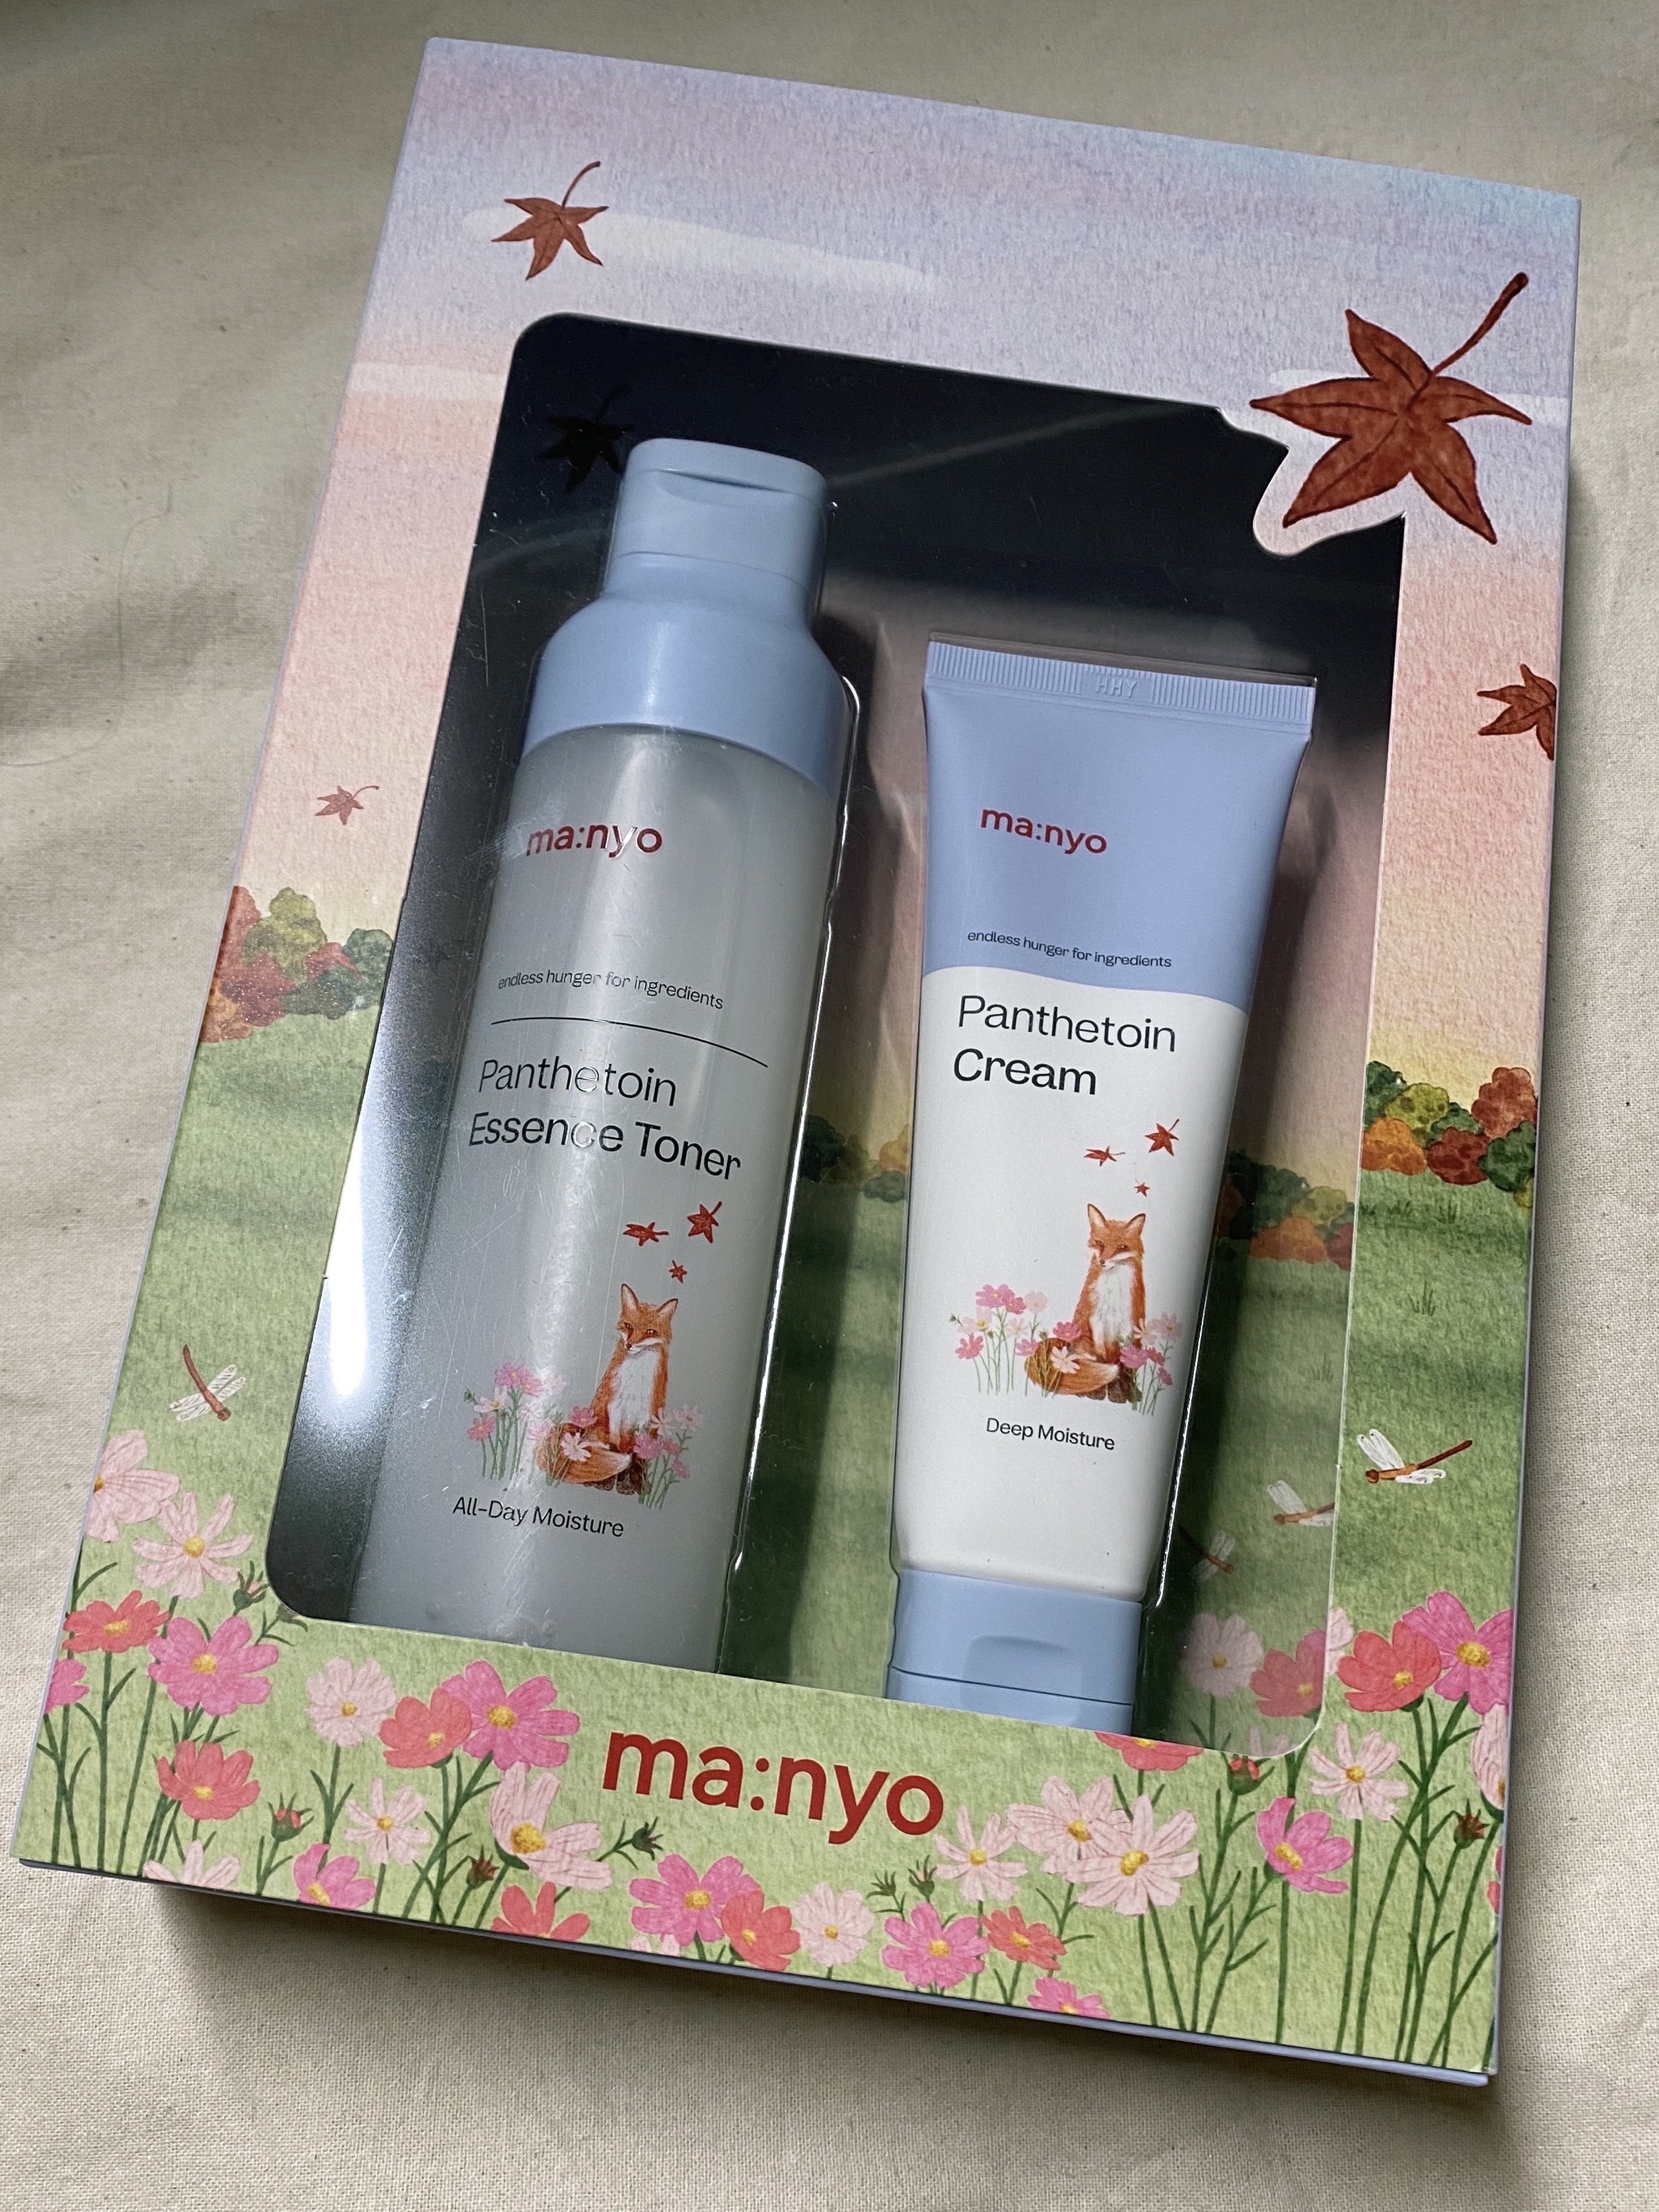 ma:nyo
endless hunger for ingredients
Panthetoin
Essence Toner
All-Day Moisture
HHY
ma:nyo
endless hunger for ingredients
Panthetoin
Cream
Deep Moisture
ma:nyo